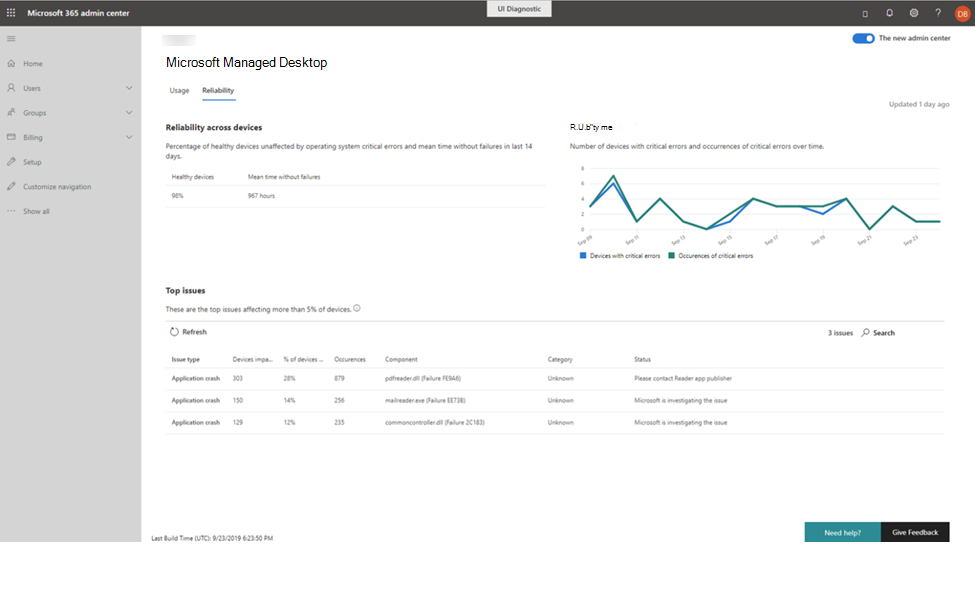 Microsoft 365 admin center
UI Diagnostic
?
DB
The new admin center
Home
Users
Groups
Billing
Setup
Customize navigation
Show all
Microsoft Managed Desktop
Usage
Reliability
Updated 1 day ago
Reliability across devices
Percentage of healthy devices unaffected by operating system critical errors and mean time without failures in last 14
days.
Healthy devices Mean time without failures
98% 967 hours
R.U.b"ty me
Number of devices with critical errors and occurrences of critical errors over time.
8
6
4
2
0
Sep 09 Sep 11 Sep 13 Sep 15 Sep 17 Sep 19 Sep 21 Sep 23
Devices with critical errors Occurences of critical errors
Top issues
These are the top issues affecting more than 5% of devices.
Refresh
3 issues Search
Issue type Devices impa... % of devices ... Occurences Component Category Status
Application crash 303 28% 879 pdfreader.dll (Failure FE9A6) Unknown Please contact Reader app publisher
Application crash 150 14% 256 mailreader.exe (Failure EE738) Unknown Microsoft is investigating the issue
Application crash 129 12% 235 commoncontroller.dll (Failure 2C183) Unknown Microsoft is investigating the issue
Last Build Time (UTC): 9/23/2019 6:23:50 PM
Need help?
Give Feedback